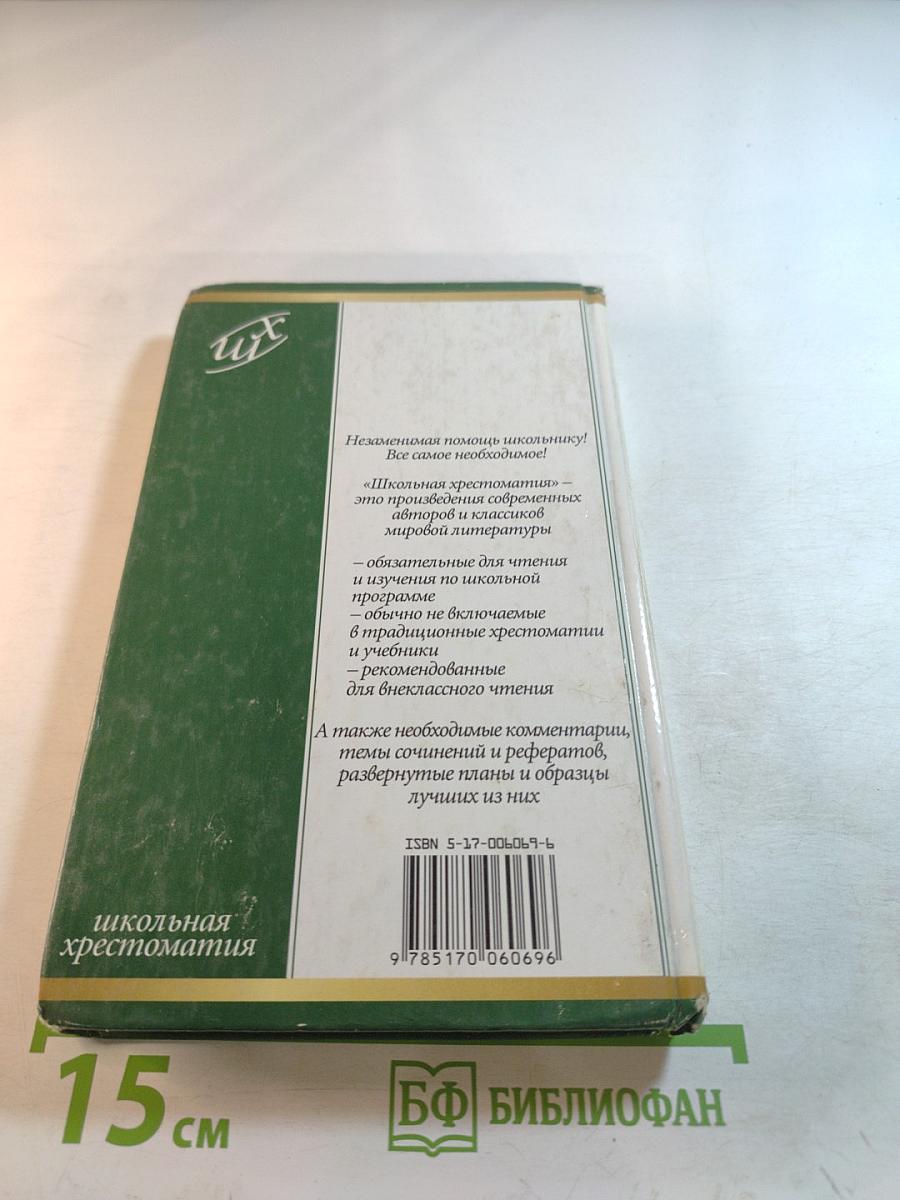 шх
Незаменимая помощь школьнику!
Все самое необходимое!
«Школьная хрестоматия» –
это произведения современных
авторов и классиков
мировой литературы
– обязательные для чтения
и изучения по школьной
программе
– обычно не включаемые
в традиционные хрестоматии
и учебники
– рекомендованные
для внеклассного чтения
А также необходимые комментарии,
темы сочинений и рефератов,
развернутые планы и образцы
лучших из них
ISBN 5-17-006069-6
9 785170 060696
школьная
хрестоматия
15 см
БФ БИБЛИОФАН